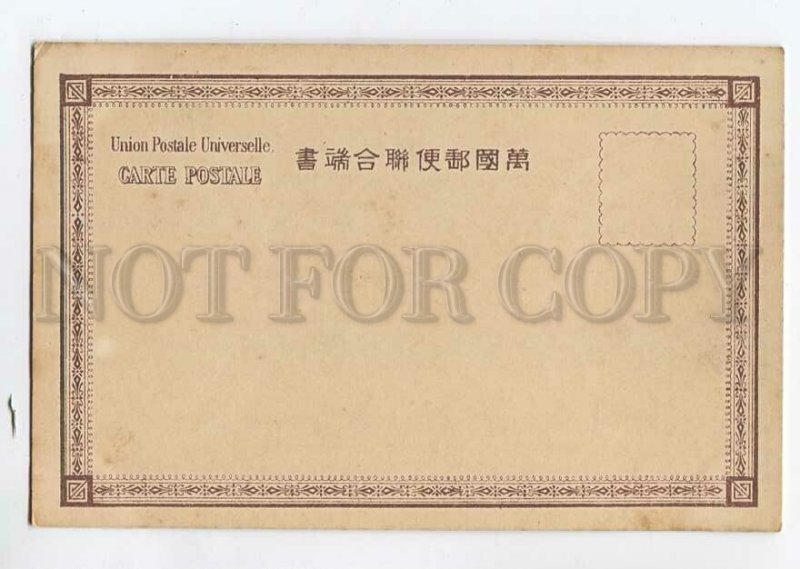 Union Postale Universelle.
CARTE POSTALE
書端合聯便郵國萬
NOT FOR COPY